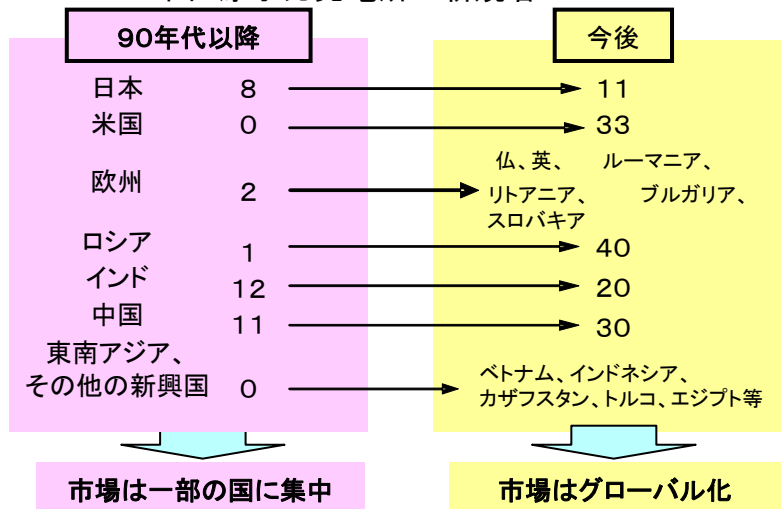 90年代以降 今後
日本 8 11
米国 0 33
欧州 2 仏、英、 ルーマニア、
リトアニア、 ブルガリア、
スロバキア
ロシア 1 40
インド 12 20
中国 11 30
東南アジア、
その他の新興国 0 ベトナム、インドネシア、
カザフスタン、トルコ、エジプト等
市場は一部の国に集中 市場はグローバル化